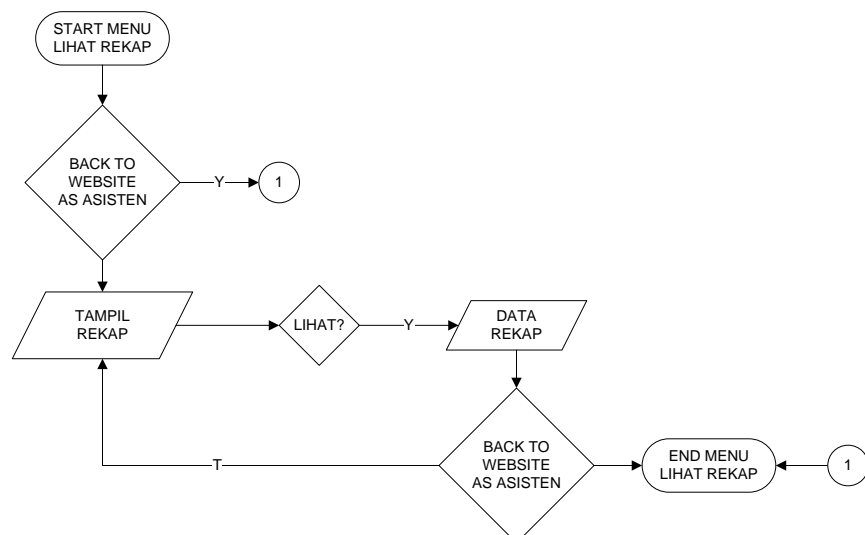 START MENU
LIHAT REKAP
BACK TO
WEBSITE
AS ASISTEN
Y
1
TAMPIL
REKAP
LIHAT?
Y
DATA
REKAP
BACK TO
WEBSITE
AS ASISTEN
T
END MENU
LIHAT REKAP
1